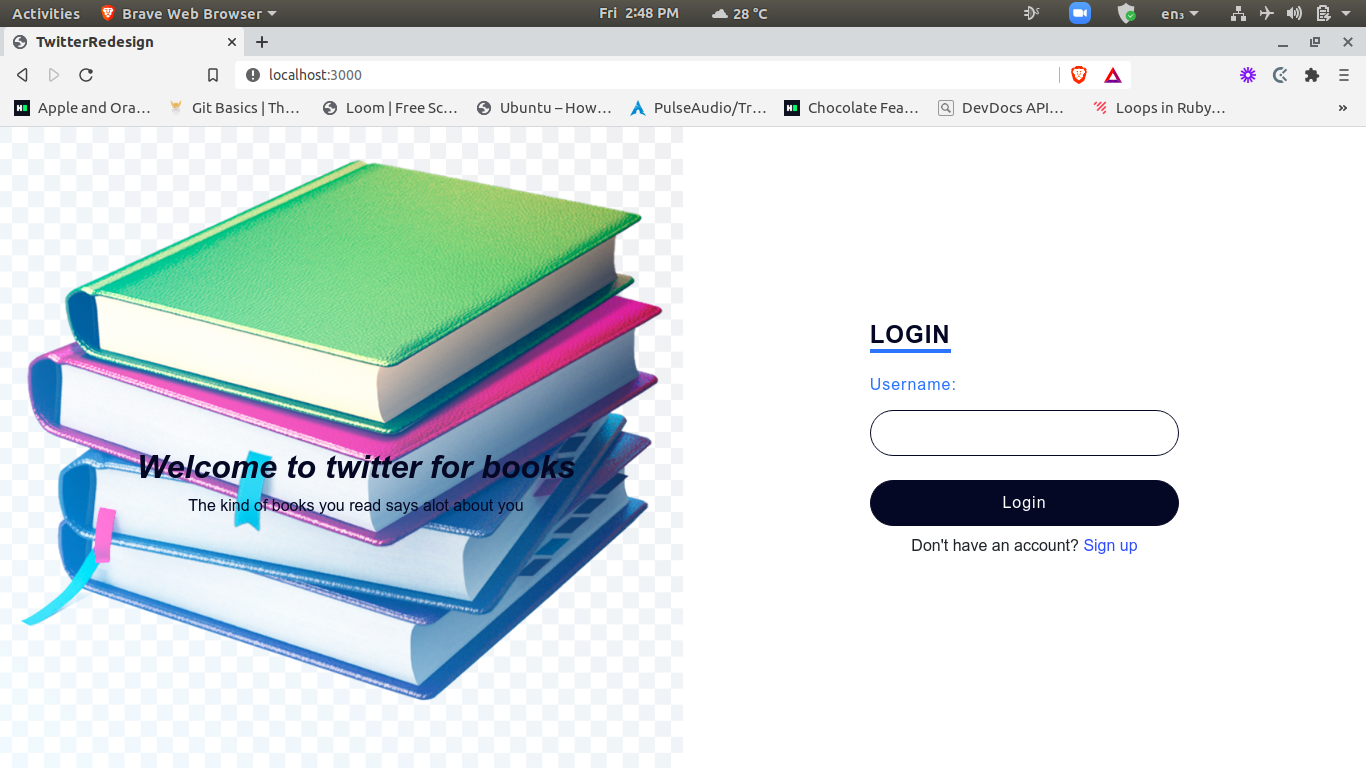 Activities Brave Web Browser Fri 2:48 PM 28 °C en₃
TwitterRedesign
localhost:3000
Apple and Ora… Git Basics | Th… Loom | Free Sc… Ubuntu – How… PulseAudio/Tr… Chocolate Fea… DevDocs API… Loops in Ruby… »
Welcome to twitter for books
The kind of books you read says alot about you
LOGIN
Username:
Login
Don't have an account? Sign up